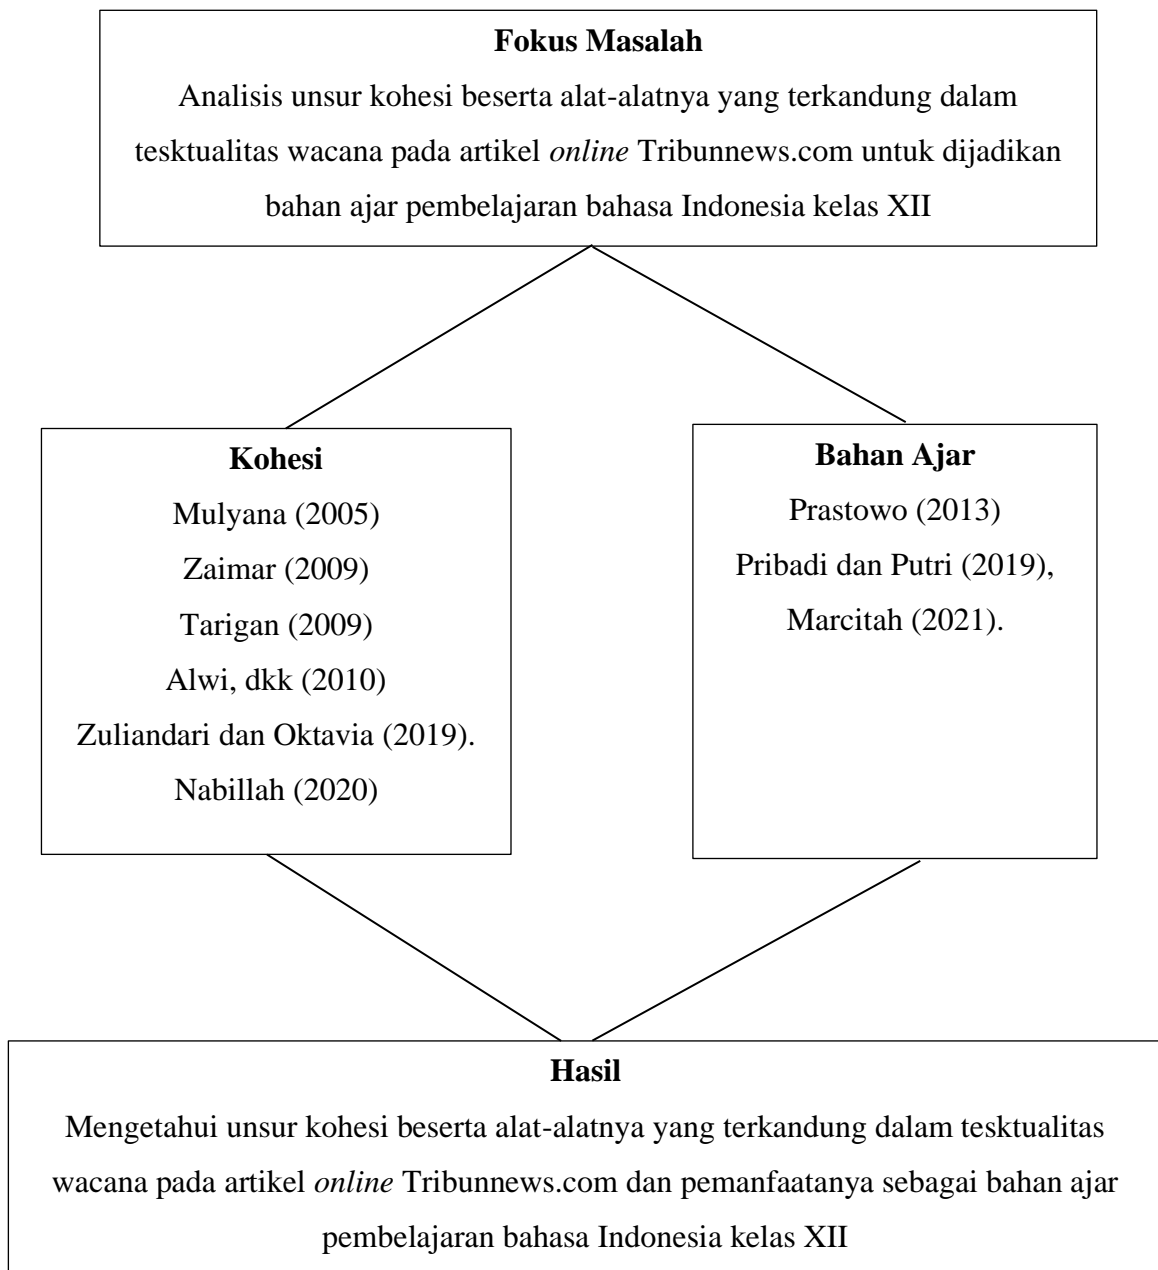 Fokus Masalah
Analisis unsur kohesi beserta alat-alatnya yang terkandung dalam
tesktualitas wacana pada artikel online Tribunnews.com untuk dijadikan
bahan ajar pembelajaran bahasa Indonesia kelas XII
Kohesi
Mulyana (2005)
Zaimar (2009)
Tarigan (2009)
Alwi, dkk (2010)
Zuliandari dan Oktavia (2019).
Nabillah (2020)
Bahan Ajar
Prastowo (2013)
Pribadi dan Putri (2019),
Marcitah (2021).
Hasil
Mengetahui unsur kohesi beserta alat-alatnya yang terkandung dalam tesktualitas
wacana pada artikel online Tribunnews.com dan pemanfaatanya sebagai bahan ajar
pembelajaran bahasa Indonesia kelas XII